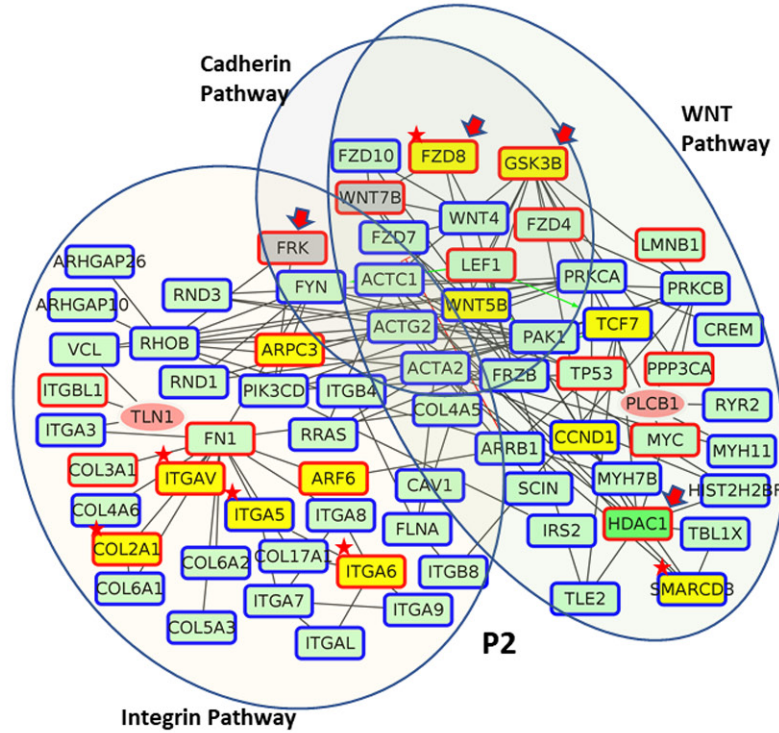 Cadherin
Pathway
WNT
Pathway
FZD10
FZD8
GSK3B
WNT7B
WNT4
FZD4
FRK
FZD7
LMNB1
ARHGAP26
LEF1
ACTC1
PRKCA
PRKCB
RND3
FYN
ARHGAP10
WNT5B
TCF7
CREM
ACTG2
PAK1
VCL
RHOB
ARPC3
ITGBL1
RND1
PIK3CD
ITGB4
ACTA2
FRZB
TP53
PPP3CA
TLN1
COL4A5
PLCB1
RYR2
ITGA3
FN1
RRAS
ARRB1
CCND1
MYC
MYH11
COL3A1
ITGAV
ARF6
CAV1
SCIN
MYH7B
HIST2H2BF
COL4A6
ITGA5
ITGA8
FLNA
IRS2
HDAC1
TBL1X
COL2A1
COL6A2
COL17A1
ITGA6
ITGB8
COL6A1
ITGA7
ITGA9
TLE2
SMARCD3
COL5A3
ITGAL
P2
Integrin Pathway